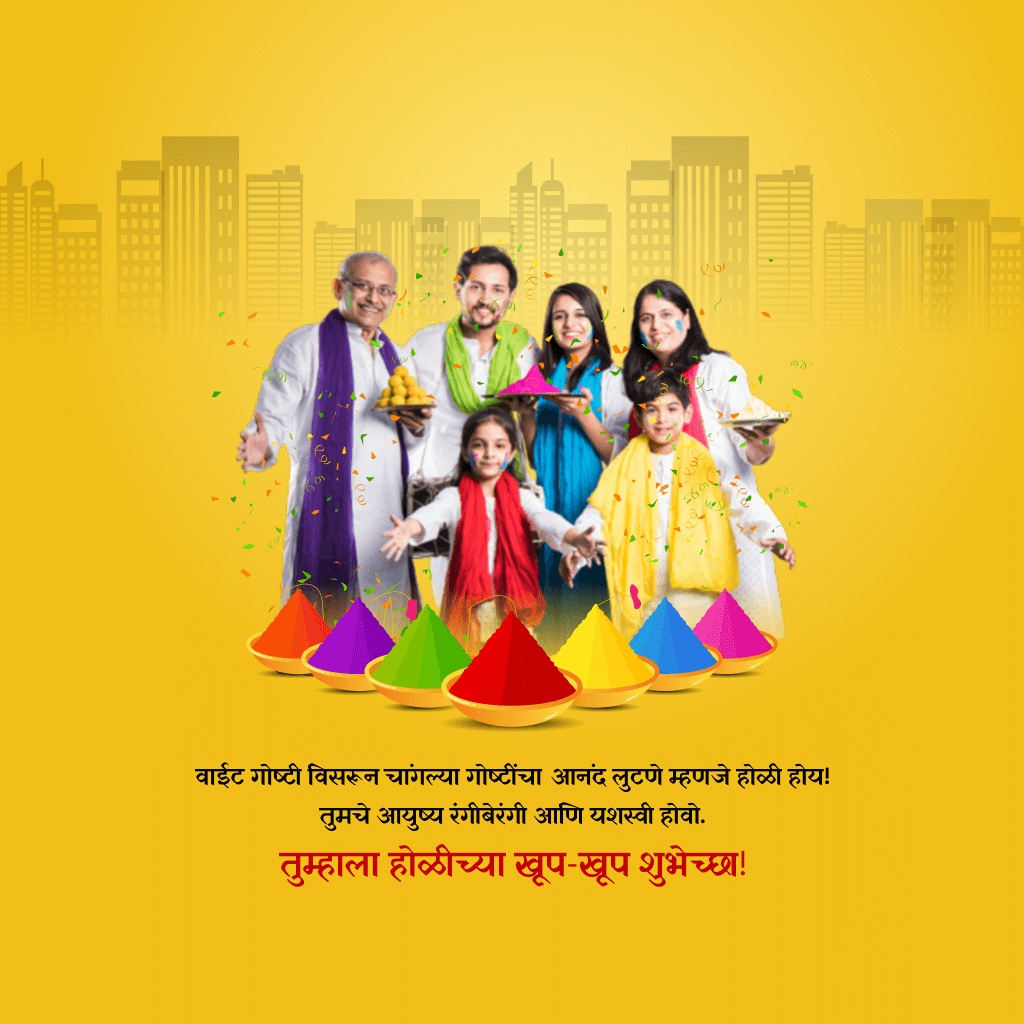 वाईट गोष्टी विसरून चांगल्या गोष्टींचा आनंद लुटणे म्हणजे होळी होय!
तुमचे आयुष्य रंगीबेरंगी आणि यशस्वी होवो.
तुम्हाला होळीच्या खूप-खूप शुभेच्छा!